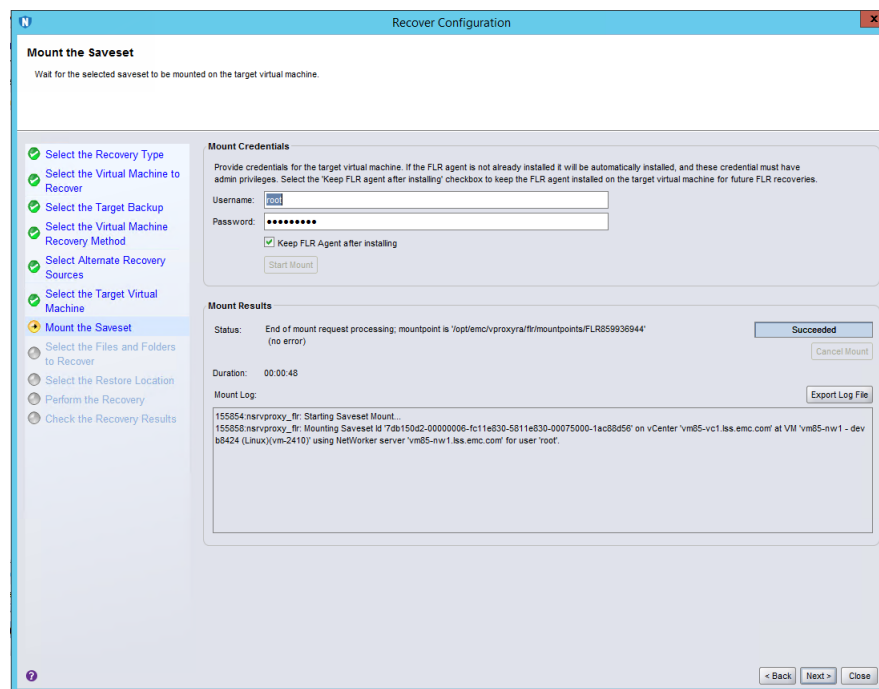 N
Recover Configuration
x
Mount the Saveset
Wait for the selected saveset to be mounted on the target virtual machine.
Select the Recovery Type
Select the Virtual Machine to
Recover
Select the Target Backup
Select the Virtual Machine
Recovery Method
Select Alternate Recovery
Sources
Select the Target Virtual
Machine
Mount the Saveset
Select the Files and Folders
to Recover
Select the Restore Location
Perform the Recovery
Check the Recovery Results
Mount Credentials
Provide credentials for the target virtual machine. If the FLR agent is not already installed it will be automatically installed, and these credential must have
admin privileges. Select the 'Keep FLR agent after installing' checkbox to keep the FLR agent installed on the target virtual machine for future FLR recoveries.
Username: root
Password: •••••••••
Keep FLR Agent after installing
Start Mount
Mount Results
Status: End of mount request processing; mountpoint is '/opt/emc/vproxyra/flr/mountpoints/FLR859936944'
(no error)
Succeeded
Cancel Mount
Duration: 00:00:48
Mount Log:
Export Log File
155854:nsrvproxy_flr: Starting Saveset Mount...
155858:nsrvproxy_flr: Mounting Saveset Id '7db150d2-00000006-fc11e830-5811e830-00075000-1ac88d56' on vCenter 'vm85-vc1.lss.emc.com' at VM 'vm85-nw1 - dev
b8424 (Linux)(vm-2410)' using NetWorker server 'vm85-nw1.lss.emc.com' for user 'root'.
?
< Back
Next >
Close